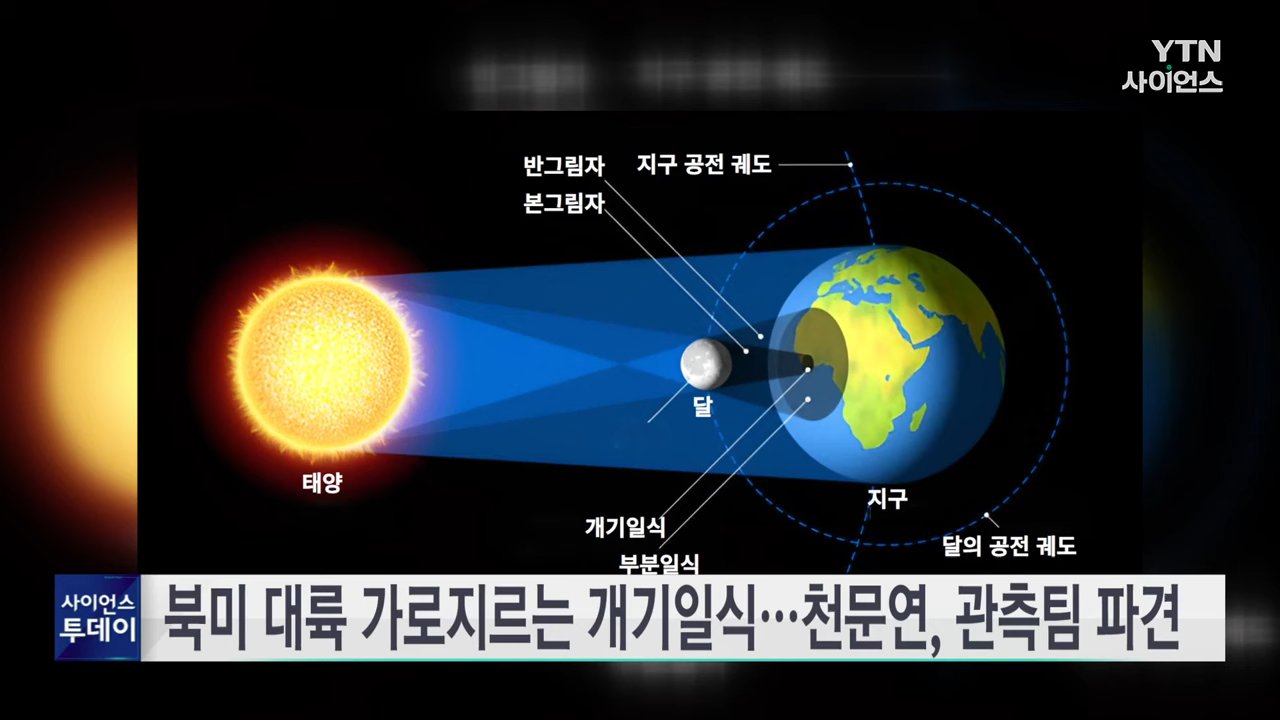 YTN
사이언스
반그림자
지구 공전 궤도
본그림자
달
태양
지구
개기일식
달의 공전 궤도
부분일식
사이언스
투데이
북미 대륙 가로지르는 개기일식…천문연, 관측팀 파견